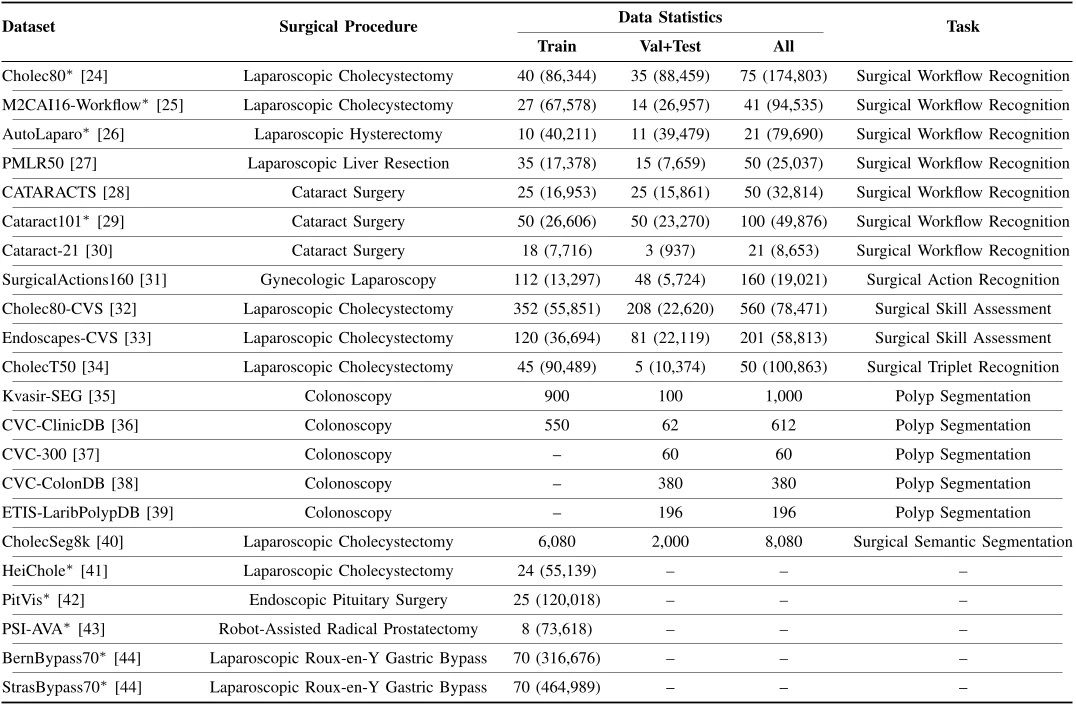 Dataset Surgical Procedure Data Statistics Task
Train Val+Test All
Cholec80* [24] Laparoscopic Cholecystectomy 40 (86,344) 35 (88,459) 75 (174,803) Surgical Workflow Recognition
M2CAI16-Workflow* [25] Laparoscopic Cholecystectomy 27 (67,578) 14 (26,957) 41 (94,535) Surgical Workflow Recognition
AutoLaparo* [26] Laparoscopic Hysterectomy 10 (40,211) 11 (39,479) 21 (79,690) Surgical Workflow Recognition
PMLR50 [27] Laparoscopic Liver Resection 35 (17,378) 15 (7,659) 50 (25,037) Surgical Workflow Recognition
CATARACTS [28] Cataract Surgery 25 (16,953) 25 (15,861) 50 (32,814) Surgical Workflow Recognition
Cataract101* [29] Cataract Surgery 50 (26,606) 50 (23,270) 100 (49,876) Surgical Workflow Recognition
Cataract-21 [30] Cataract Surgery 18 (7,716) 3 (937) 21 (8,653) Surgical Workflow Recognition
SurgicalActions160 [31] Gynecologic Laparoscopy 112 (13,297) 48 (5,724) 160 (19,021) Surgical Action Recognition
Cholec80-CVS [32] Laparoscopic Cholecystectomy 352 (55,851) 208 (22,620) 560 (78,471) Surgical Skill Assessment
Endoscapes-CVS [33] Laparoscopic Cholecystectomy 120 (36,694) 81 (22,119) 201 (58,813) Surgical Skill Assessment
CholecT50 [34] Laparoscopic Cholecystectomy 45 (90,489) 5 (10,374) 50 (100,863) Surgical Triplet Recognition
Kvasir-SEG [35] Colonoscopy 900 100 1,000 Polyp Segmentation
CVC-ClinicDB [36] Colonoscopy 550 62 612 Polyp Segmentation
CVC-300 [37] Colonoscopy – 60 60 Polyp Segmentation
CVC-ColonDB [38] Colonoscopy – 380 380 Polyp Segmentation
ETIS-LaribPolypDB [39] Colonoscopy – 196 196 Polyp Segmentation
CholecSeg8k [40] Laparoscopic Cholecystectomy 6,080 2,000 8,080 Surgical Semantic Segmentation
HeiChole* [41] Laparoscopic Cholecystectomy 24 (55,139) – – –
PitVis* [42] Endoscopic Pituitary Surgery 25 (120,018) – – –
PSI-AVA* [43] Robot-Assisted Radical Prostatectomy 8 (73,618) – – –
BernBypass70* [44] Laparoscopic Roux-en-Y Gastric Bypass 70 (316,676) – – –
StrasBypass70* [44] Laparoscopic Roux-en-Y Gastric Bypass 70 (464,989) – – –